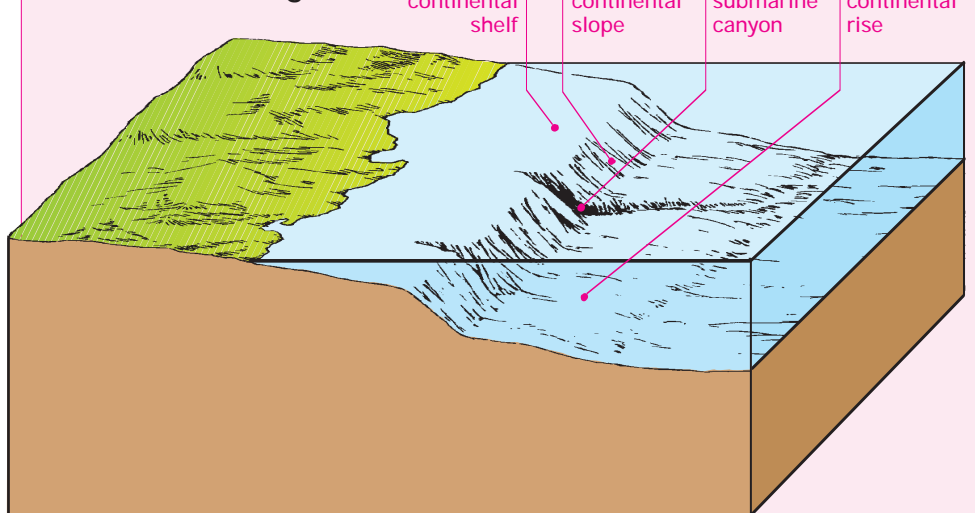 continental
shelf
continental
slope
submarine
canyon
continental
rise